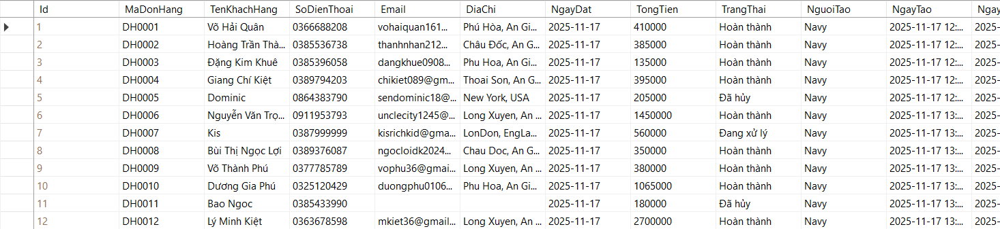 Id MaDonHang TenKhachHang SoDienThoai Email DiaChi NgayDat TongTien TrangThai NguoiTao NgayTao Ngay
1 DH0001 Võ Hải Quân 0366688208 vohaiquan161... Phú Hòa, An Gi... 2025-11-17 410000 Hoàn thành Navy 2025-11-17 12:... 2025-
2 DH0002 Hoàng Trần Thà... 0385536738 thanhnhan212... Châu Đốc, An G... 2025-11-17 385000 Hoàn thành Navy 2025-11-17 12:... 2025-
3 DH0003 Đặng Kim Khuê 0385396058 dangkhue0908... Phu Hoa, An Gi... 2025-11-17 135000 Hoàn thành Navy 2025-11-17 12:... 2025-
4 DH0004 Giang Chí Kiệt 0389794203 chikiet089@gm... Thoai Son, An G... 2025-11-17 395000 Hoàn thành Navy 2025-11-17 12:... 2025-
5 DH0005 Dominic 0864383790 sendominic18@... New York, USA 2025-11-17 205000 Đã hủy Navy 2025-11-17 12:... 2025-
6 DH0006 Nguyễn Văn Trọ... 0911953793 unclecity1245@... Long Xuyen, An ... 2025-11-17 1450000 Hoàn thành Navy 2025-11-17 13:... 2025-
7 DH0007 Kis 0387999999 kisrichkid@gma... LonDon, EngLa... 2025-11-17 560000 Đang xử lý Navy 2025-11-17 13:... 2025-
8 DH0008 Bùi Thị Ngọc Lợi 0389376087 ngocloidk2024... Chau Doc, An G... 2025-11-17 350000 Hoàn thành Navy 2025-11-17 13:... 2025-
9 DH0009 Võ Thành Phú 0377785789 vophu36@gmai... Long Xuyen, An ... 2025-11-17 380000 Hoàn thành Navy 2025-11-17 13:... 2025-
10 DH0010 Dương Gia Phú 0325120429 duongphu0106... Phu Hoa, An Gi... 2025-11-17 1065000 Hoàn thành Navy 2025-11-17 13:... 2025-
11 DH0011 Bao Ngoc 0385433990 2025-11-17 180000 Đã hủy Navy 2025-11-17 13:... 2025-
12 DH0012 Lý Minh Kiệt 0363678598 mkiet36@gmail... Long Xuyen, An ... 2025-11-17 2700000 Hoàn thành Navy 2025-11-17 13:... 2025-